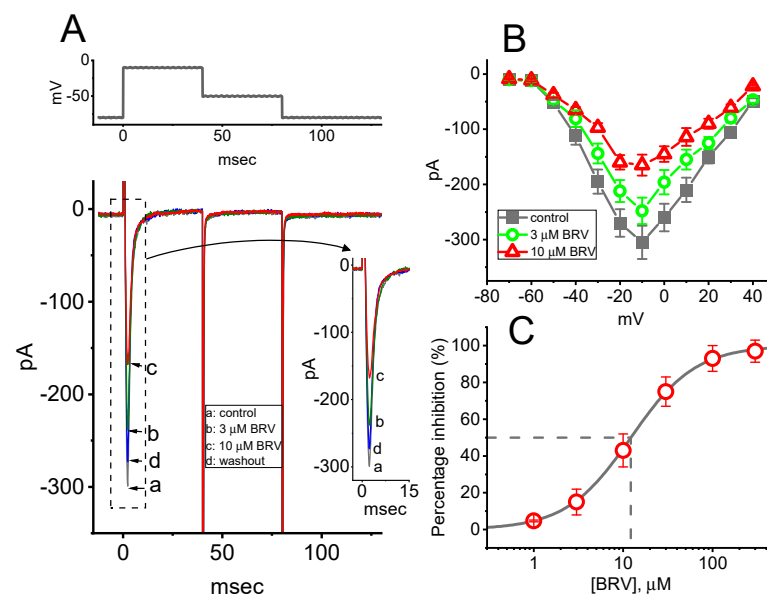 A
0
-50
mV
0
50
100
msec
0
-100
-200
-300
pA
0
50
100
msec
a
b
c
d
a: control
b: 3 μM BRV
c: 10 μM BRV
d: washout
0
-100
-200
-300
pA
c
b
d
a
0
15
msec
B
0
-100
-200
-300
pA
control
3 μM BRV
10 μM BRV
-80
-60
-40
-20
0
20
40
mV
C
100
80
60
40
20
0
Percentage inhibition (%)
1
10
100
[BRV], μM